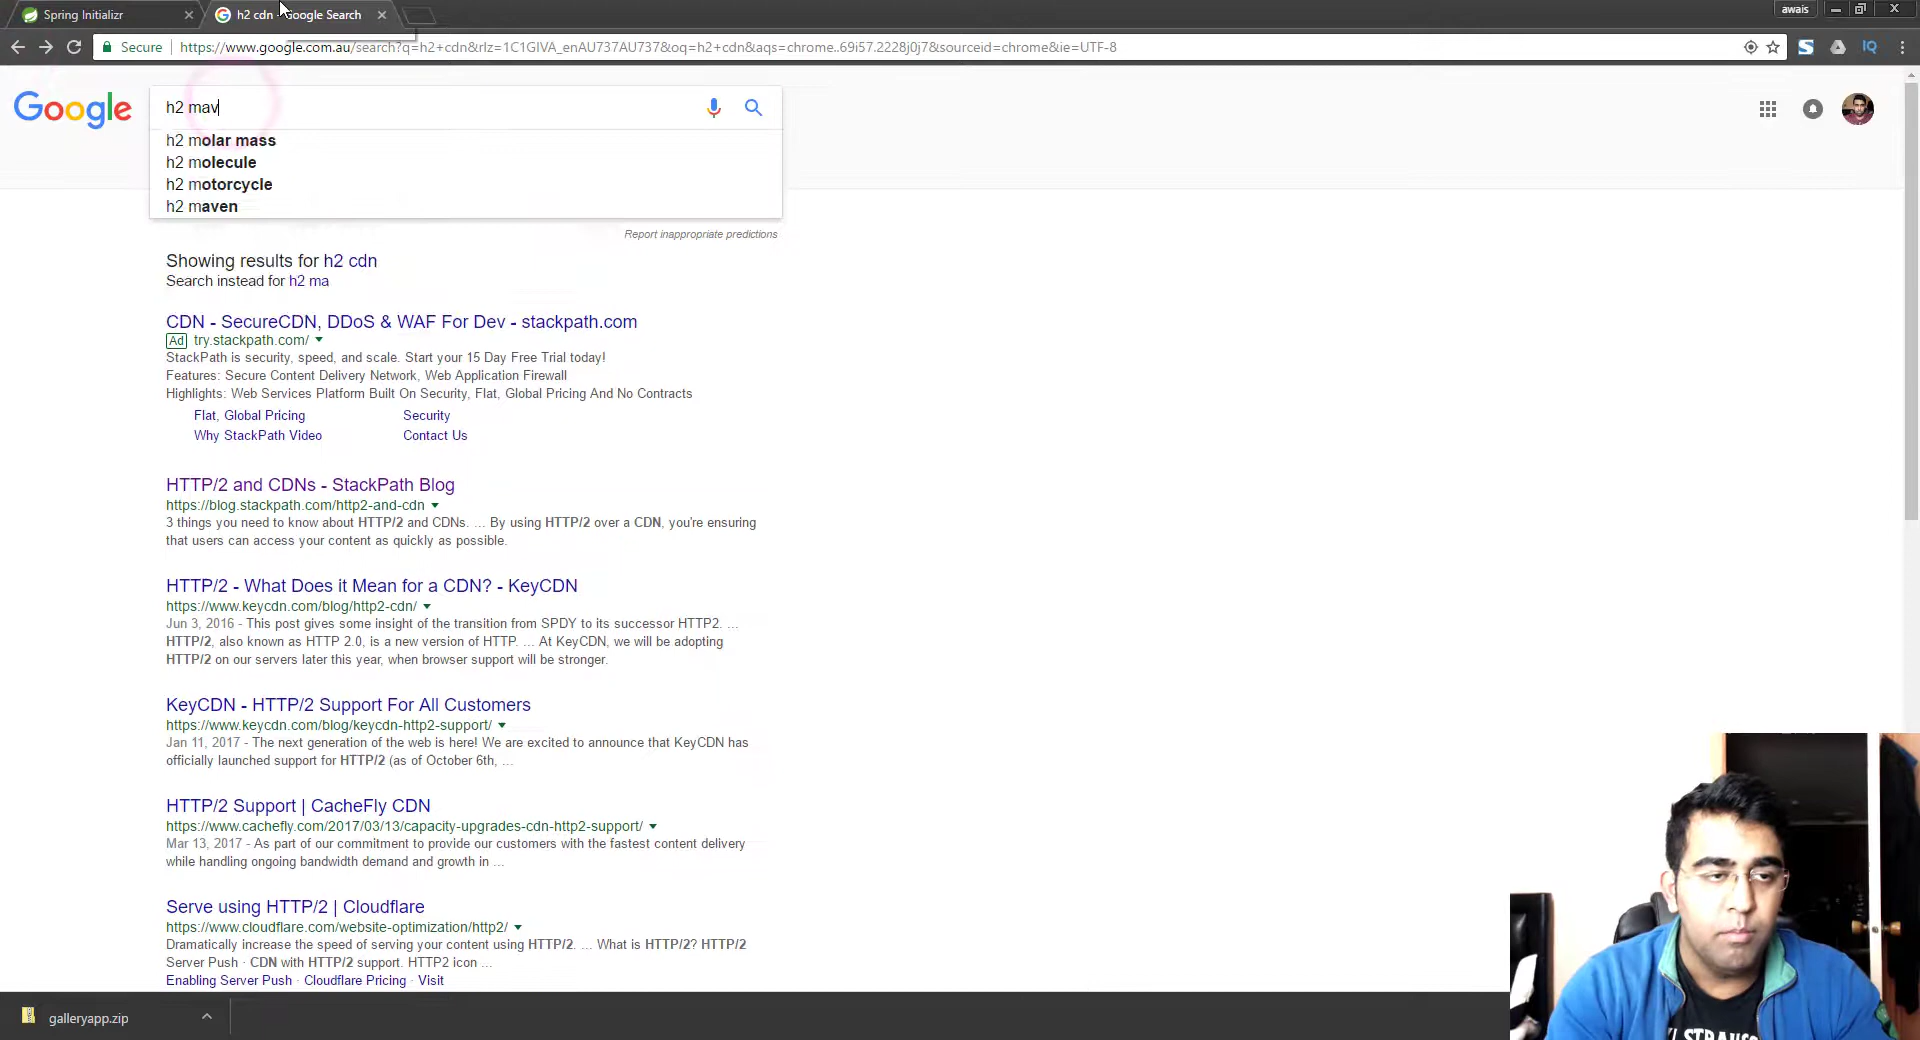 Spring Initializr
h2 cdn - Google Search
awais
Secure
https://www.google.com.au/search?q=h2+cdn&rlz=1C1GIVA_enAU737AU737&oq=h2+cdn&aqs=chrome..69i57.2228j0j7&sourceid=chrome&ie=UTF-8
IQ
Google
h2 mav
h2 molar mass
h2 molecule
h2 motorcycle
h2 maven
Report inappropriate predictions
Showing results for h2 cdn
Search instead for h2 ma
CDN - SecureCDN, DDoS & WAF For Dev - stackpath.com
Ad try.stackpath.com/
StackPath is security, speed, and scale. Start your 15 Day Free Trial today!
Features: Secure Content Delivery Network, Web Application Firewall
Highlights: Web Services Platform Built On Security, Flat, Global Pricing And No Contracts
Flat, Global Pricing
Security
Why StackPath Video
Contact Us
HTTP/2 and CDNs - StackPath Blog
https://blog.stackpath.com/http2-and-cdn
3 things you need to know about HTTP/2 and CDNs. ... By using HTTP/2 over a CDN, you're ensuring
that users can access your content as quickly as possible.
HTTP/2 - What Does it Mean for a CDN? - KeyCDN
https://www.keycdn.com/blog/http2-cdn/
Jun 3, 2016 - This post gives some insight of the transition from SPDY to its successor HTTP2. ...
HTTP/2, also known as HTTP 2.0, is a new version of HTTP. ... At KeyCDN, we will be adopting
HTTP/2 on our servers later this year, when browser support will be stronger.
KeyCDN - HTTP/2 Support For All Customers
https://www.keycdn.com/blog/keycdn-http2-support/
Jan 11, 2017 - The next generation of the web is here! We are excited to announce that KeyCDN has
officially launched support for HTTP/2 (as of October 6th, ...
HTTP/2 Support | CacheFly CDN
https://www.cachefly.com/2017/03/13/capacity-upgrades-cdn-http2-support/
Mar 13, 2017 - As part of our commitment to provide our customers with the fastest content delivery
while handling ongoing bandwidth demand and growth in ...
Serve using HTTP/2 | Cloudflare
https://www.cloudflare.com/website-optimization/http2/
Dramatically increase the speed of serving your content using HTTP/2. ... What is HTTP/2? HTTP/2
Server Push · CDN with HTTP/2 support. HTTP2 icon ...
Enabling Server Push · Cloudflare Pricing · Visit
galleryapp.zip